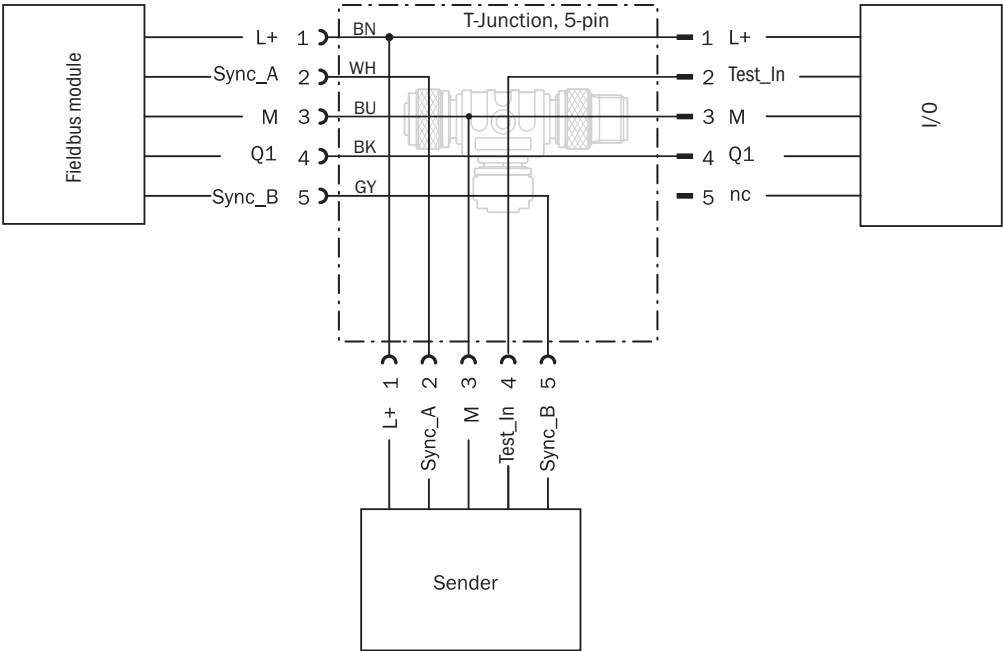 T-Junction, 5-pin
L+ 1 BN 1 L+
Sync_A 2 WH 2 Test_In
M 3 BU 3 M
Q1 4 BK 4 Q1
Sync_B 5 GY 5 nc
Fieldbus module
I/O
1 2 3 4 5
L+ Sync_A M Test_In Sync_B
Sender